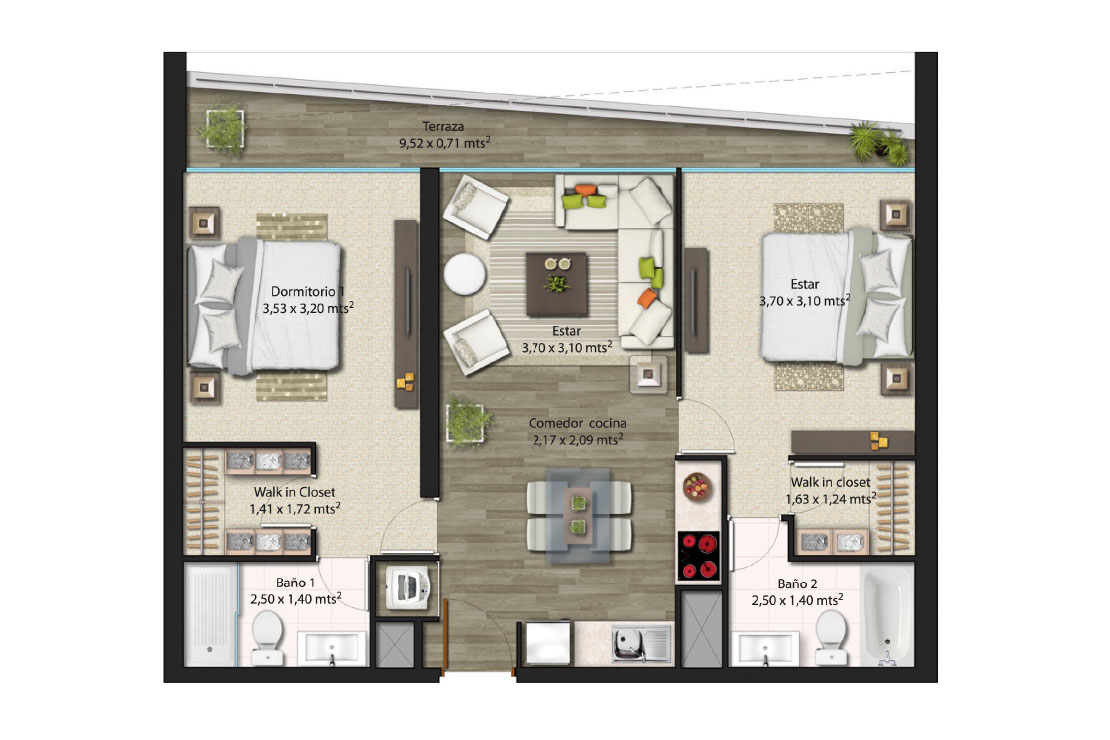 Terraza
9,52 x 0,71 mts²
Dormitorio 1
3,53 x 3,20 mts²
Estar
3,70 x 3,10 mts²
Estar
3,70 x 3,10 mts²
Comedor cocina
2,17 x 2,09 mts²
Walk in Closet
1,41 x 1,72 mts²
Walk in closet
1,63 x 1,24 mts²
Baño 1
2,50 x 1,40 mts²
Baño 2
2,50 x 1,40 mts²